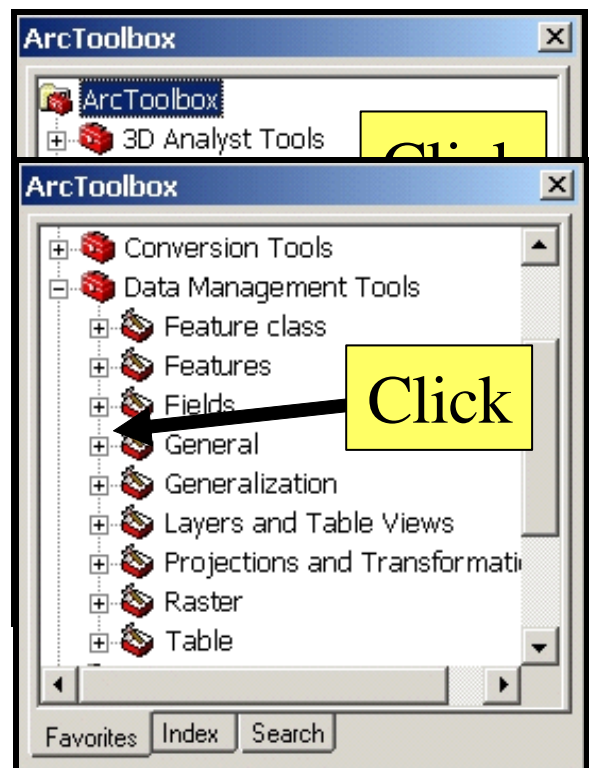 ArcToolbox
ArcToolbox
3D Analyst Tools
ArcToolbox
Conversion Tools
Data Management Tools
Feature class
Features
Click
Fields
General
Generalization
Layers and Table Views
Projections and Transformati
Raster
Table
Favorites Index Search